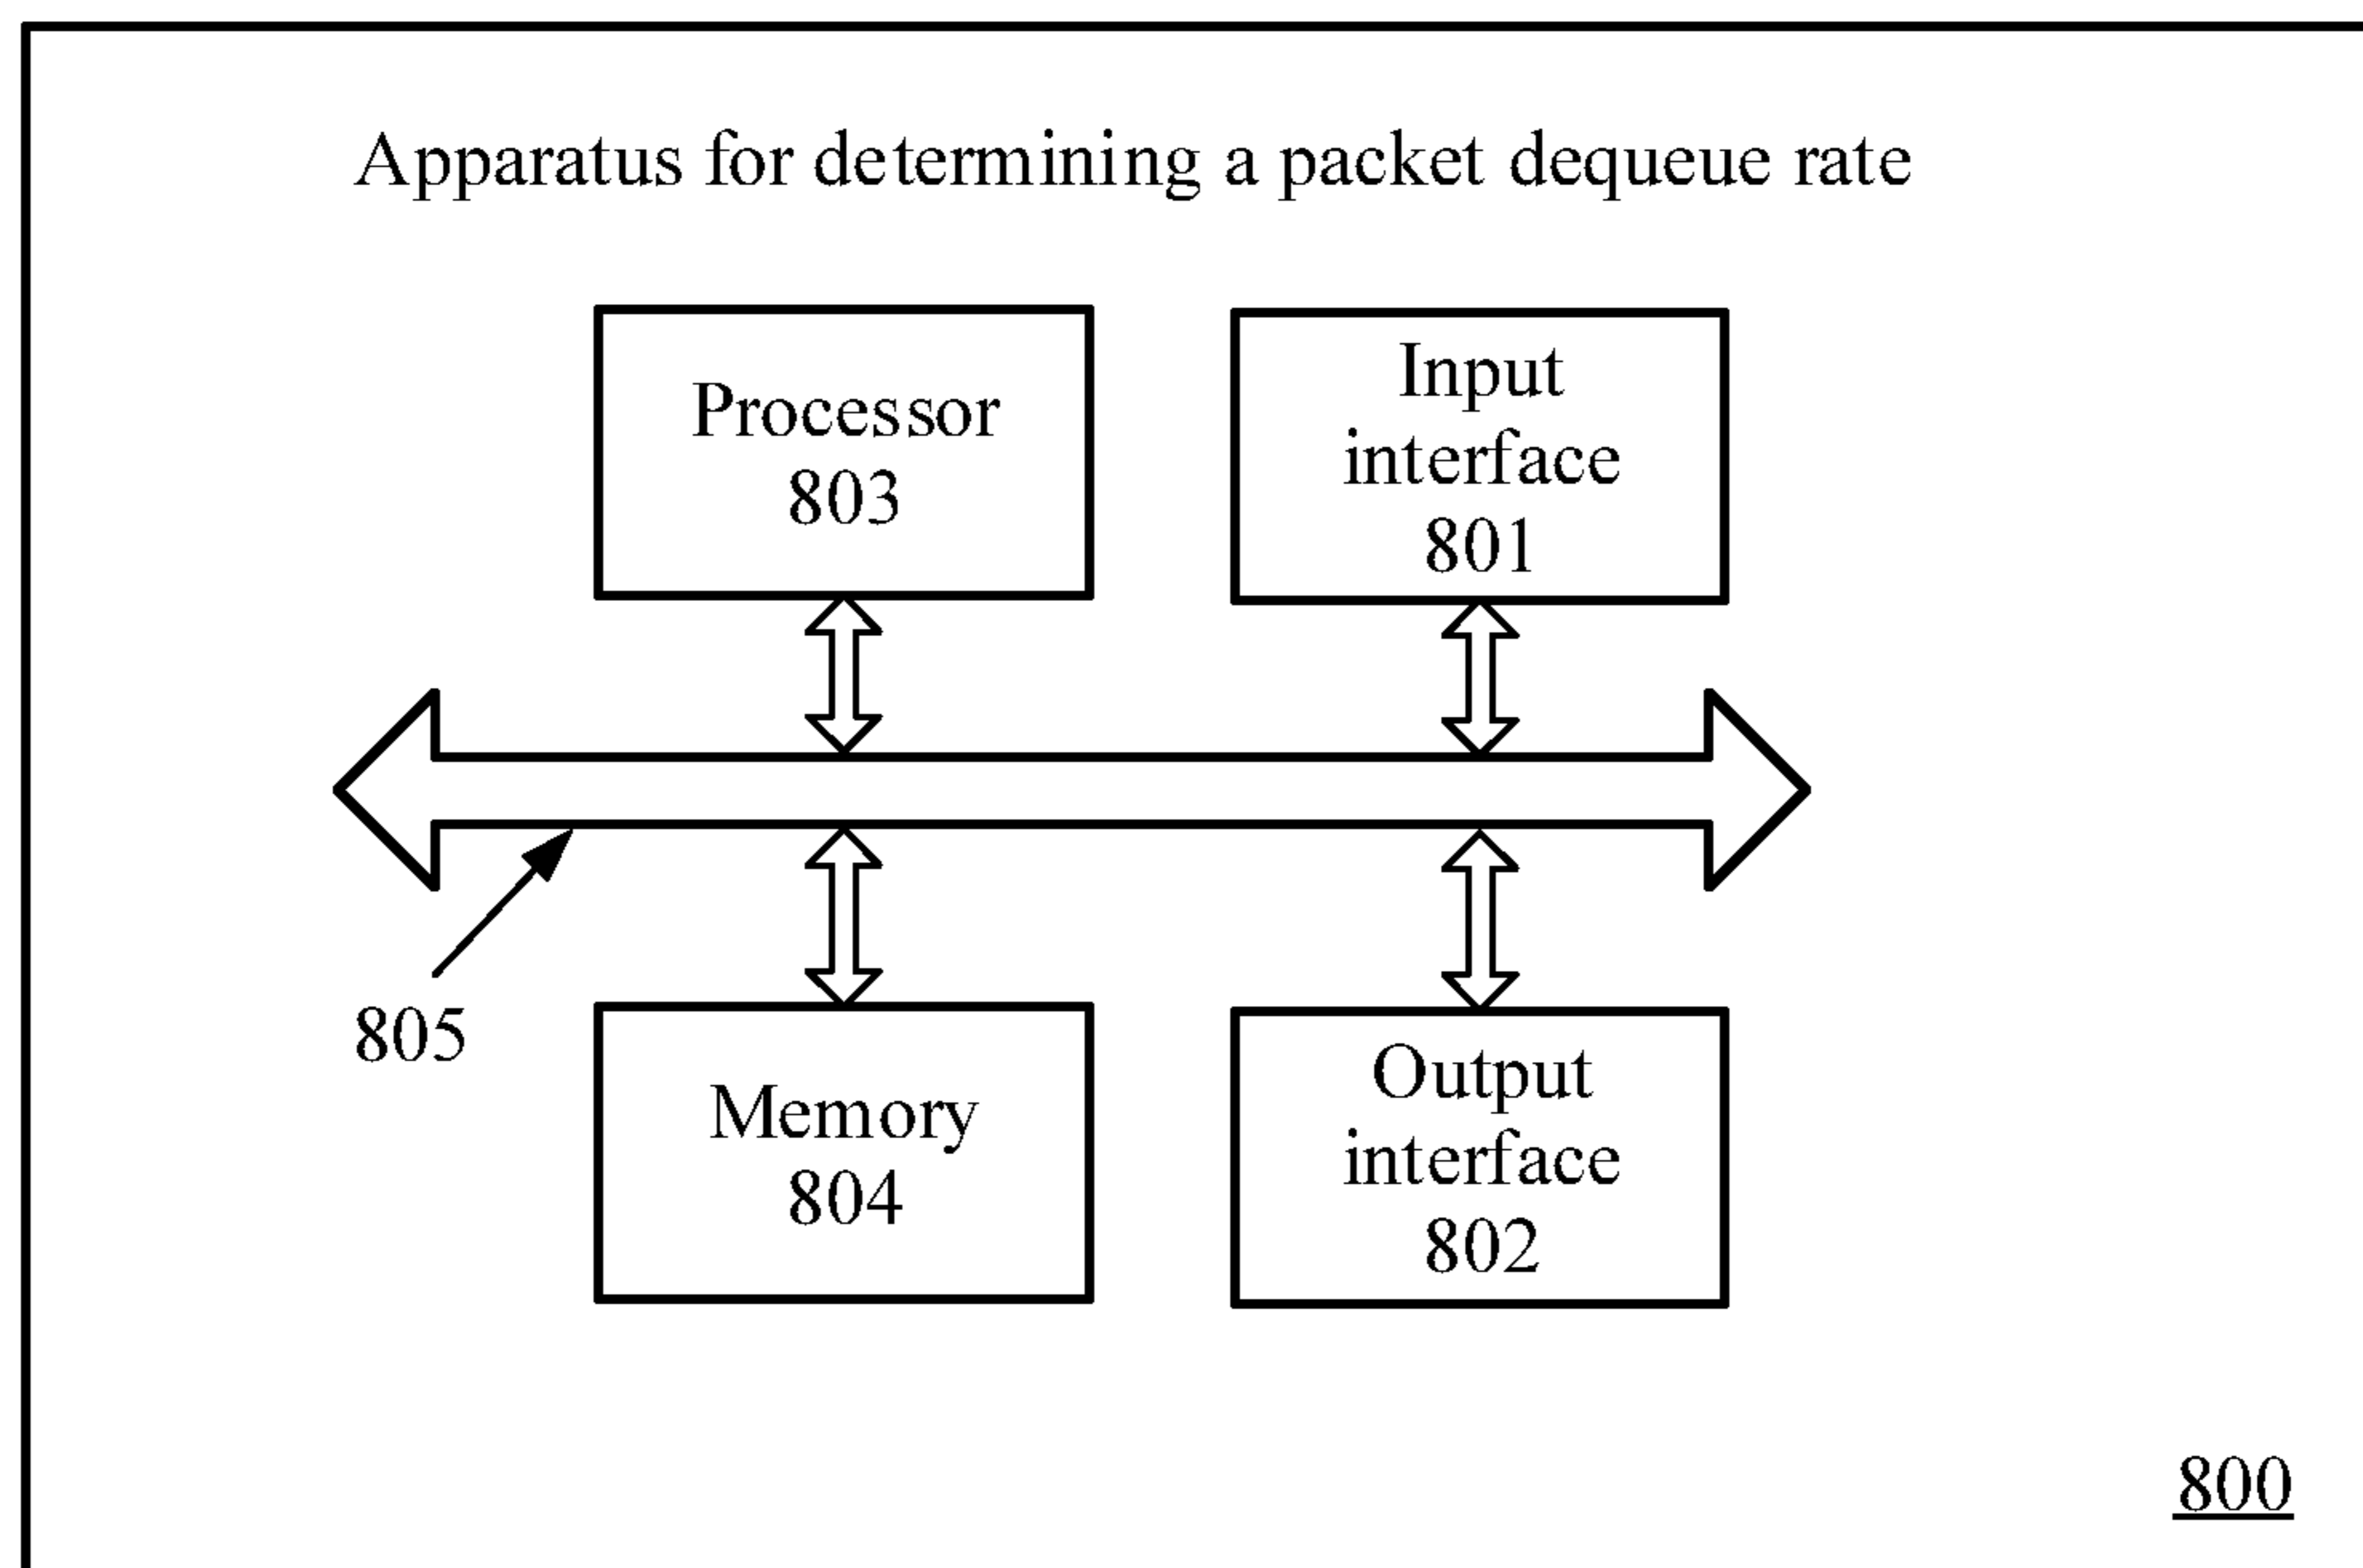 Apparatus for determining a packet dequeue rate
Processor
803
Input
interface
801
805
Memory
804
Output
interface
802
800